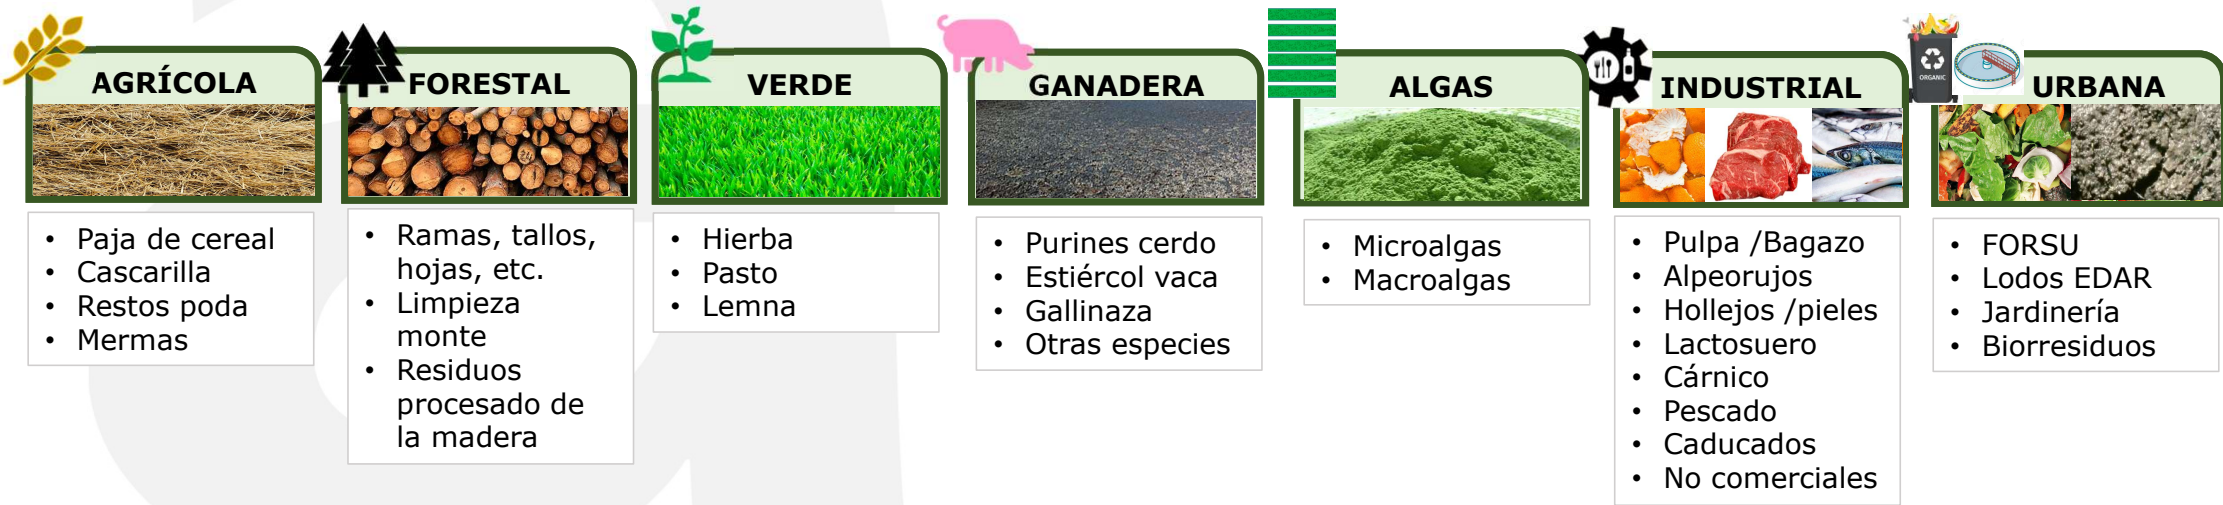 AGRÍCOLA
• Paja de cereal
• Cascarilla
• Restos poda
• Mermas
FORESTAL
• Ramas, tallos,
hojas, etc.
• Limpieza
monte
• Residuos
procesado de
la madera
VERDE
• Hierba
• Pasto
• Lemna
GANADERA
• Purines cerdo
• Estiércol vaca
• Gallinaza
• Otras especies
ALGAS
• Microalgas
• Macroalgas
INDUSTRIAL
• Pulpa /Bagazo
• Alpeorujos
• Hollejos /pieles
• Lactosuero
• Cárnico
• Pescado
• Caducados
• No comerciales
ORGANIC
URBANA
• FORSU
• Lodos EDAR
• Jardinería
• Biorresiduos